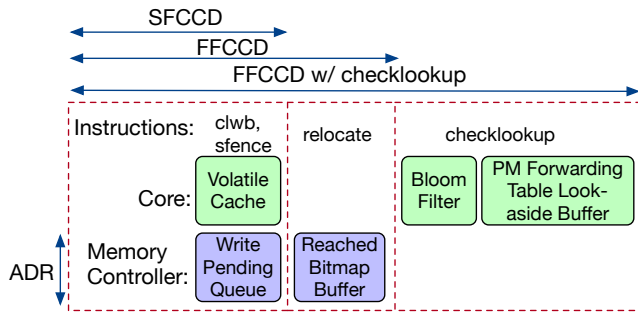 SFCCD
FFCCD
FFCCD w/ checklookup
Instructions:
clwb,
sfence
relocate
checklookup
Core:
Volatile
Cache
Bloom
Filter
PM Forwarding
Table Look-
aside Buffer
ADR
Memory
Controller:
Write
Pending
Queue
Reached
Bitmap
Buffer